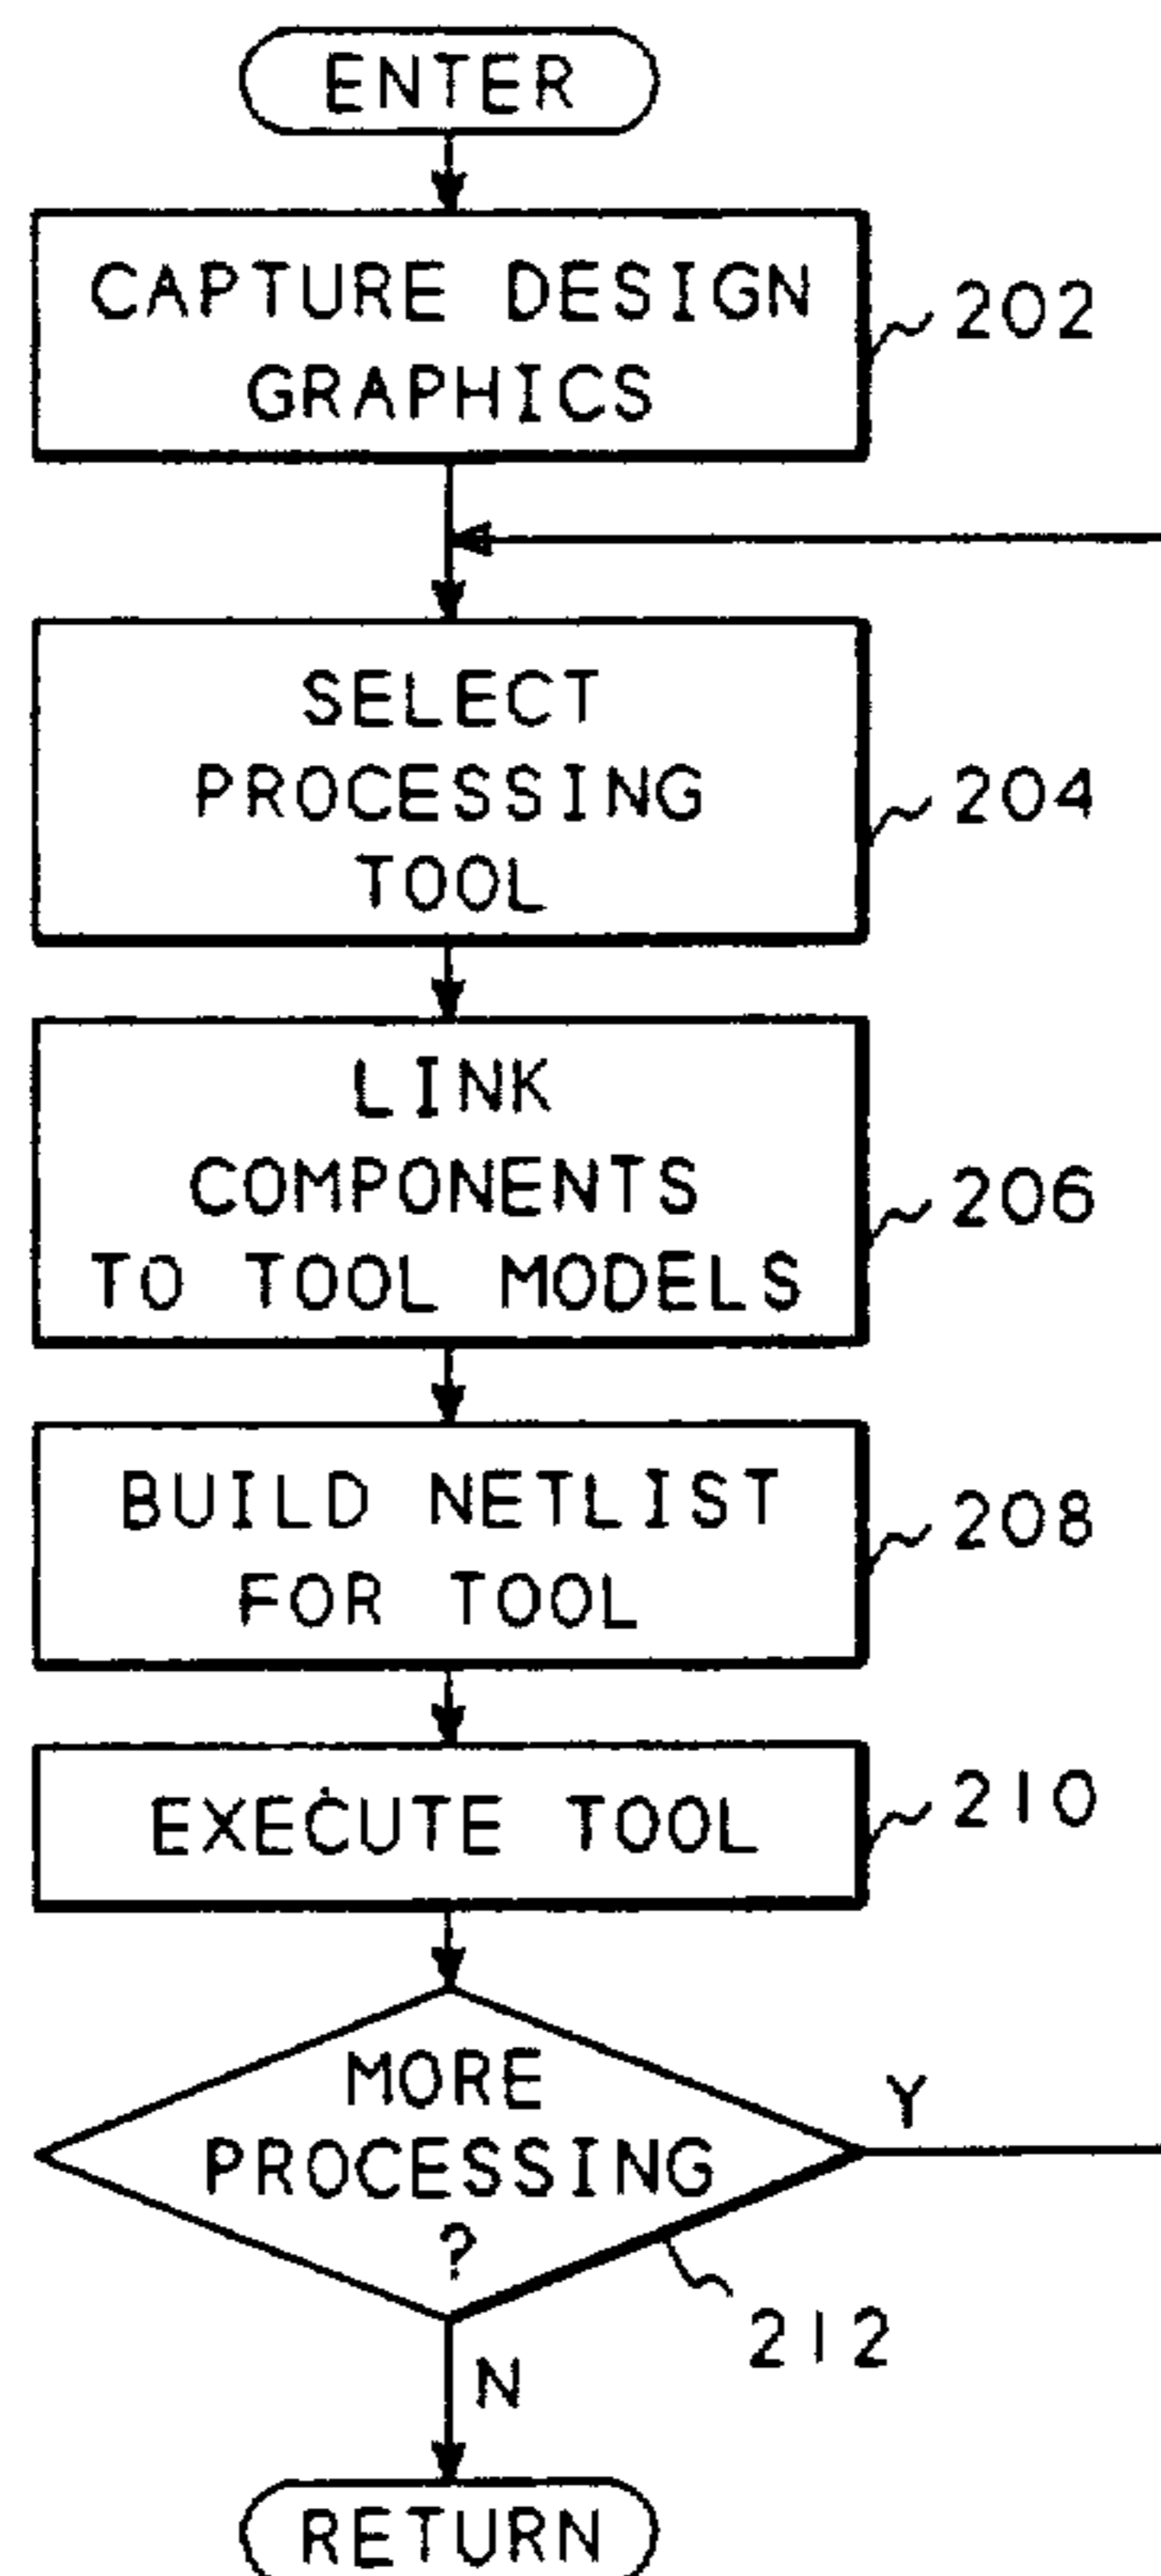 ENTER
CAPTURE DESIGN
GRAPHICS
202
SELECT
PROCESSING
TOOL
204
LINK
COMPONENTS
TO TOOL MODELS
206
BUILD NETLIST
FOR TOOL
208
EXECUTE TOOL
210
MORE
PROCESSING
?
Y
212
N
RETURN